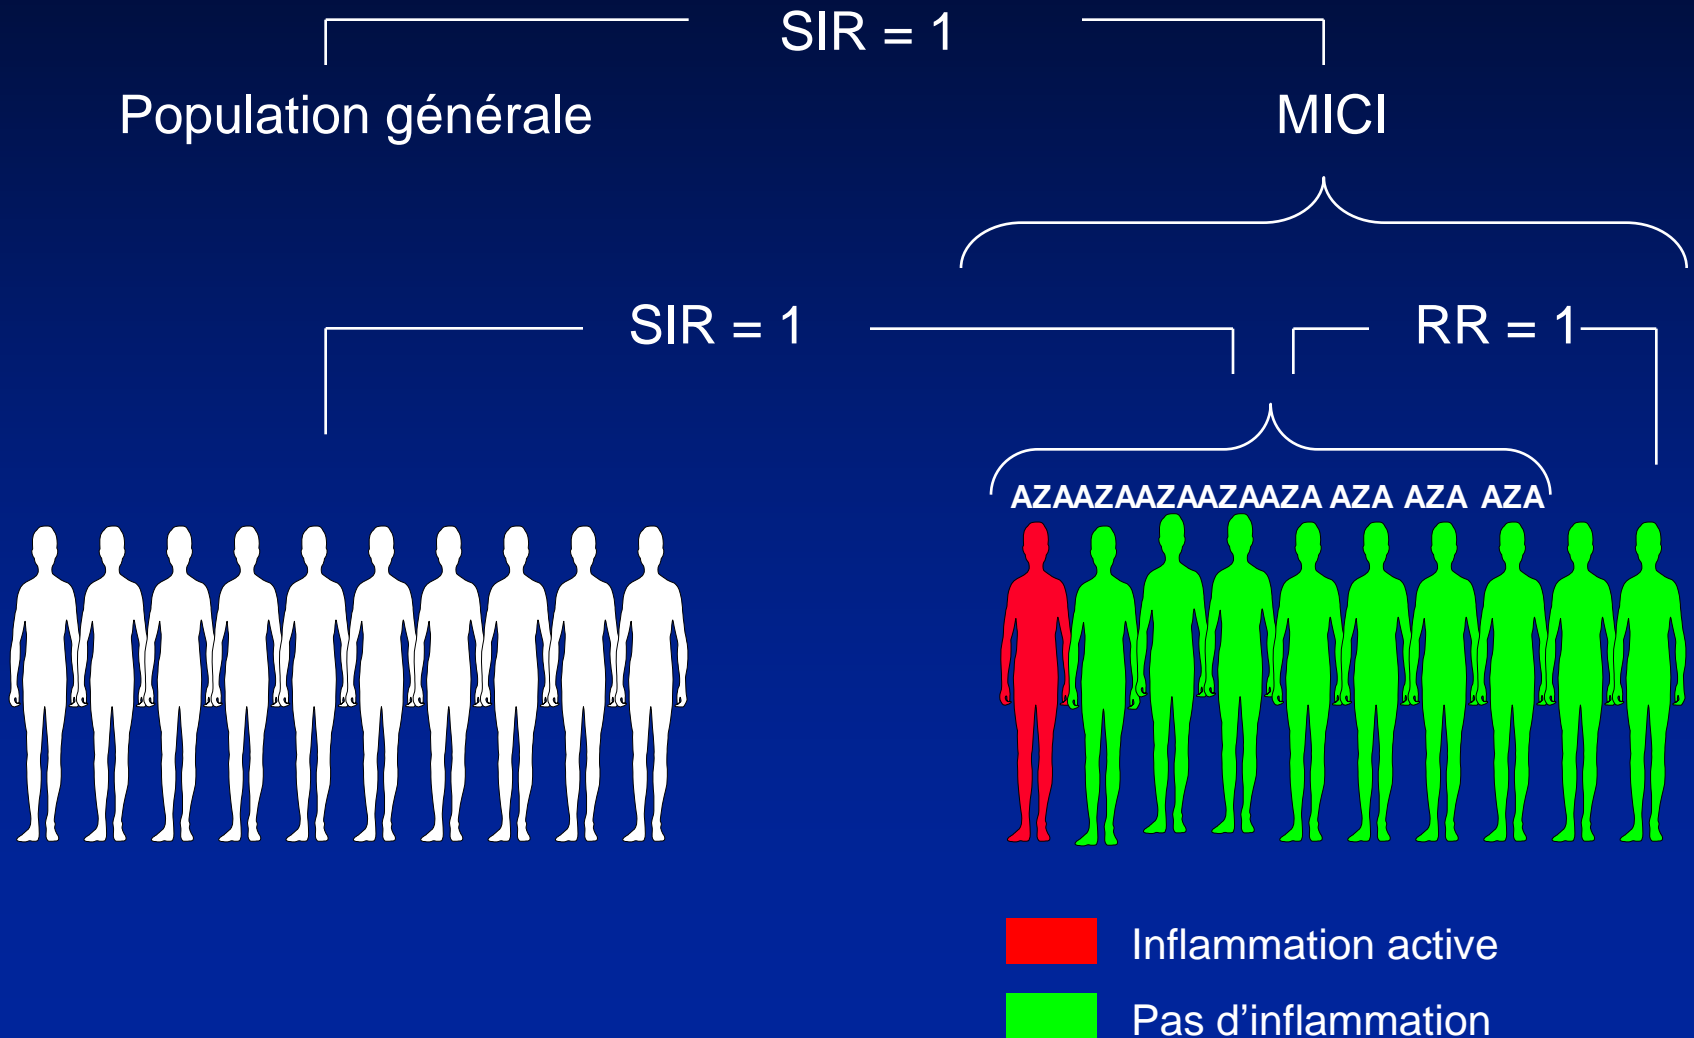 SIR = 1
Population générale
MICI
SIR = 1
RR = 1
AZAAZAAZAAZAAZA AZA AZA AZA
Inflammation active
Pas d’inflammation